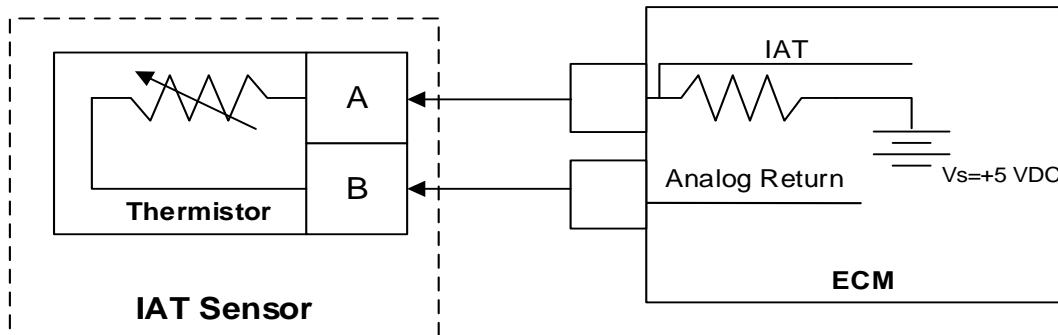 IAT
A
Vs=+5 VDC
B
Analog Return
Thermistor
ECM
IAT Sensor